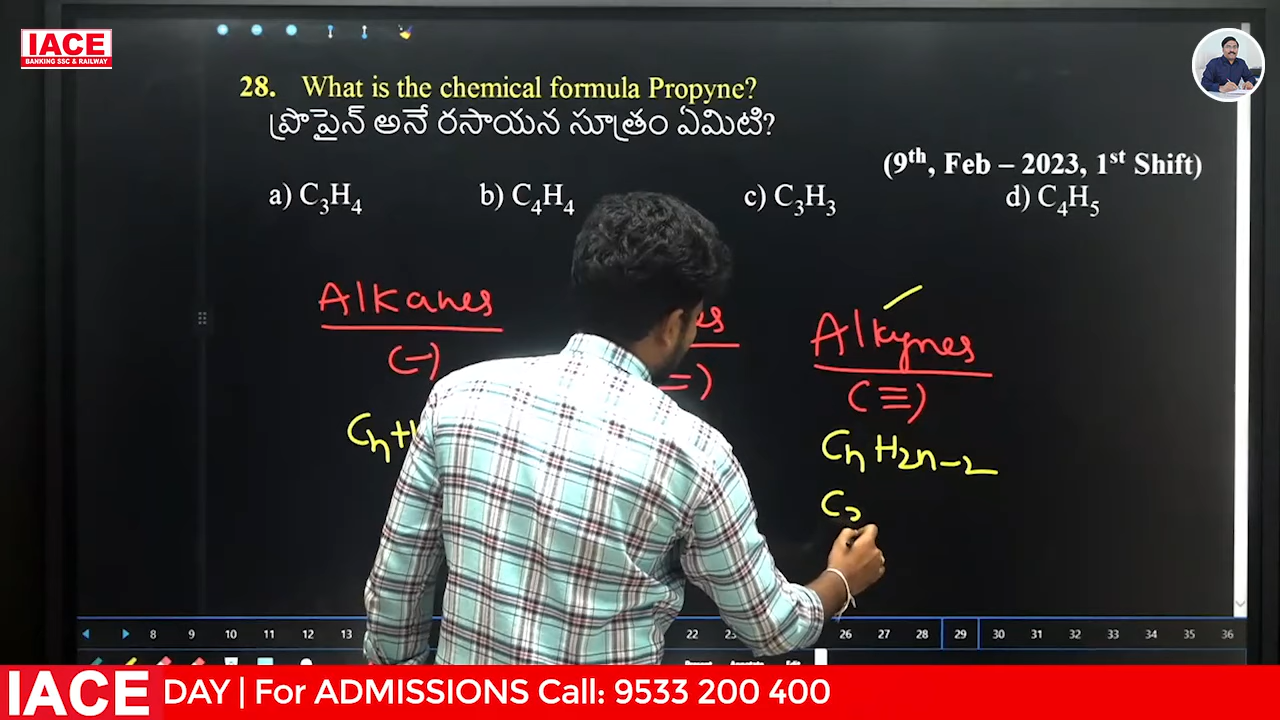 IACE
BANKING SSC & RAILWAY
28. What is the chemical formula Propyne?
ప్రొపైన్ అనే రసాయన సూత్రం ఏమిటి?
(9th, Feb – 2023, 1st Shift)
a) C₃H₄ b) C₄H₄ c) C₃H₃ d) C₄H₅
Alkanes Alkynes
(−) (≡)
CnH2n-2
8 9 10 11 12 13 22 26 27 28 29 30 31 32 33 34 35 36
IACE DAY | For ADMISSIONS Call: 9533 200 400